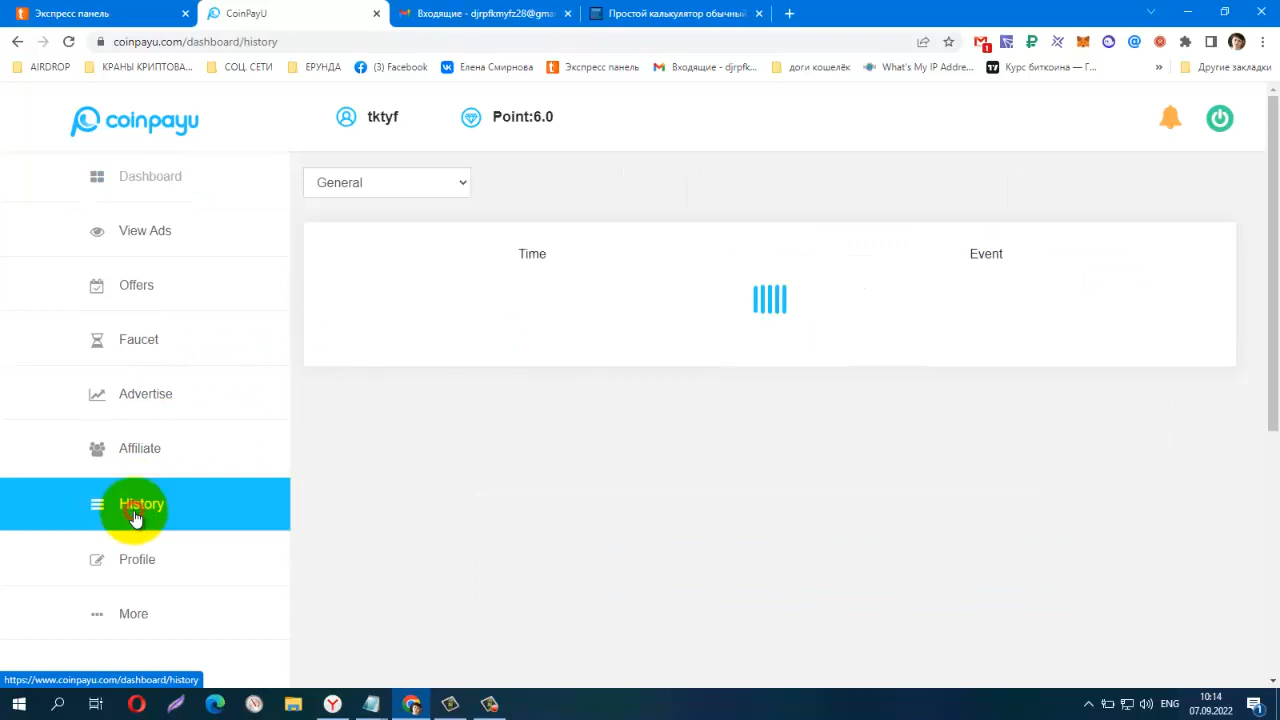 Экспресс панель
CoinPayU
Входящие - djrpfkmyfz28@gmai
Простой калькулятор обычный
coinpayu.com/dashboard/history
1
AIRDROP
КРАНЫ КРИПТОВА...
СОЦ. СЕТИ
ЕРУНДА
(3) Facebook
Елена Смирнова
Экспресс панель
Входящие - djrpfk...
доги кошелёк
What's My IP Addre...
Курс биткоина — Г...
»
Другие закладки
coinpayu
tktyf
Point:6.0
Dashboard
General
View Ads
Time
Event
Offers
Faucet
Advertise
Affiliate
History
Profile
More
https://www.coinpayu.com/dashboard/history
10:14
07.09.2022
1